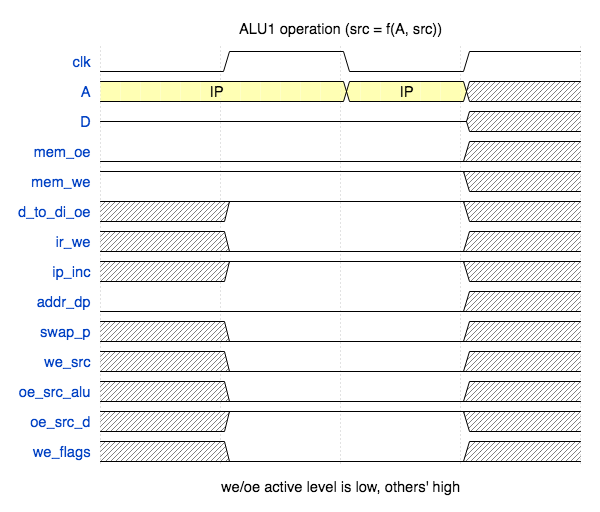 ALU1 operation (src = f(A, src))
clk
A IP IP
D
mem_oe
mem_we
d_to_di_oe
ir_we
ip_inc
addr_dp
swap_p
we_src
oe_src_alu
oe_src_d
we_flags
we/oe active level is low, others' high